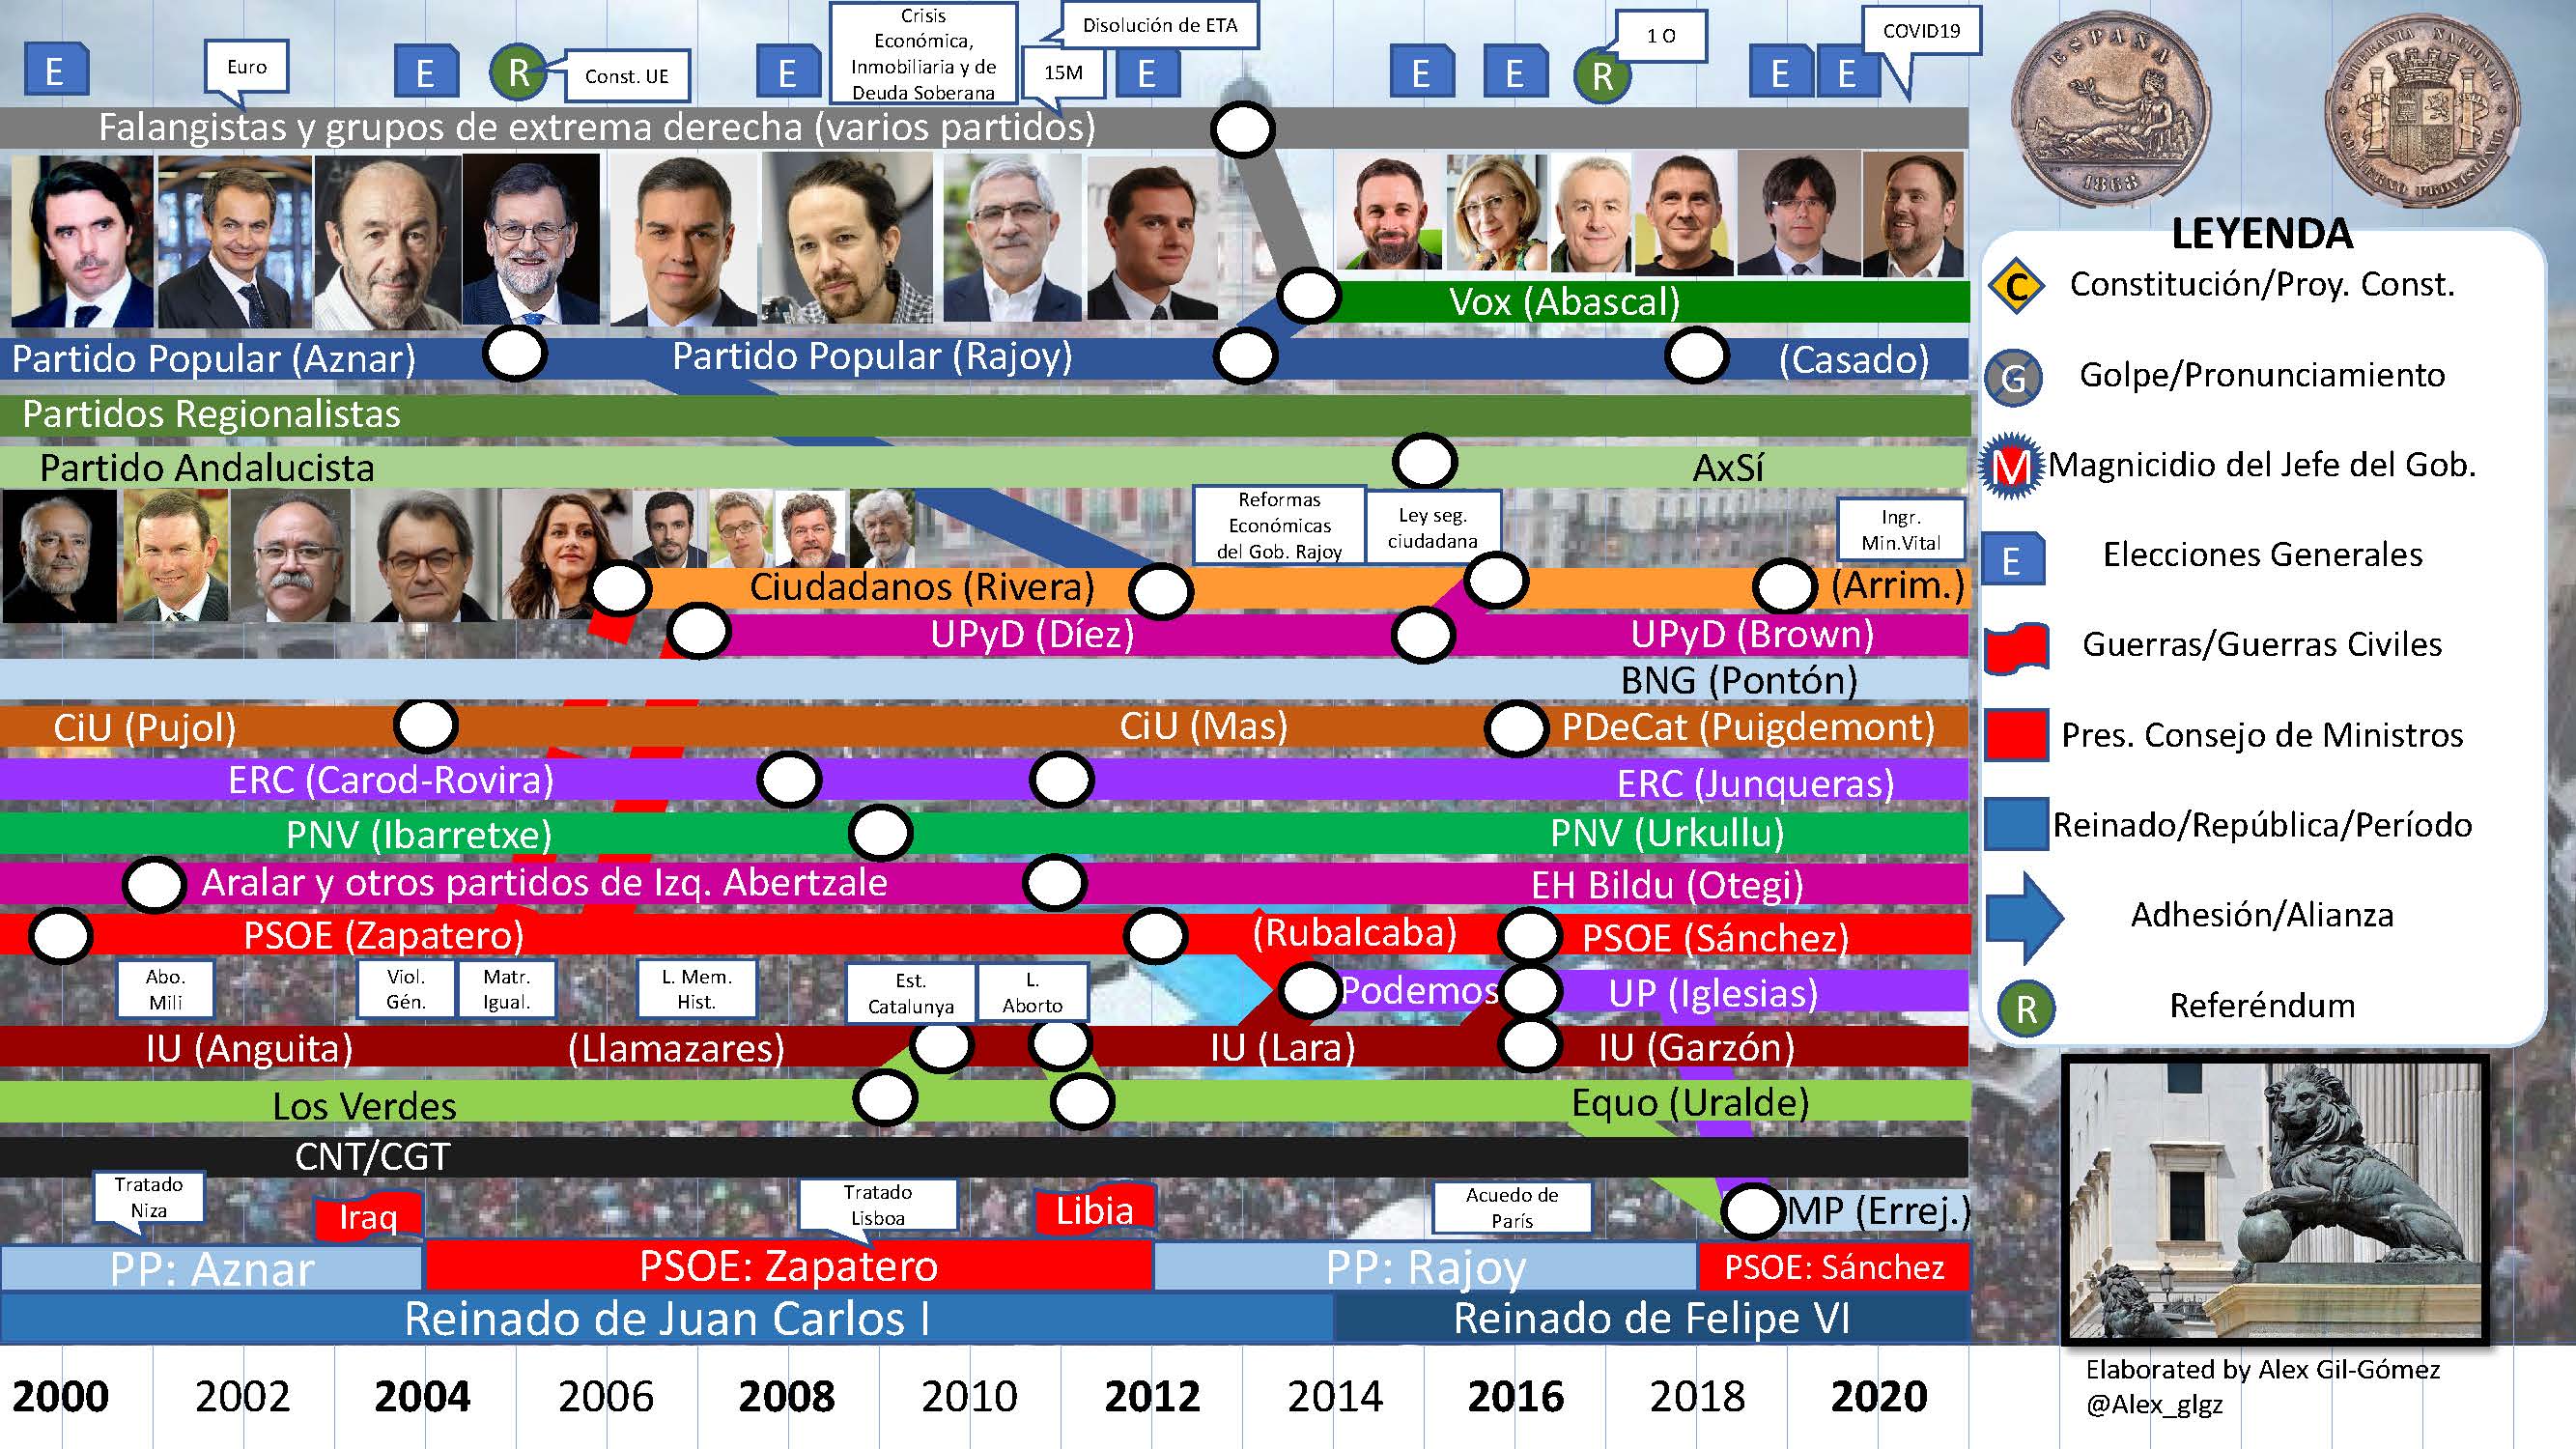 Crisis
Económica,
Inmobiliaria y de
Deuda Soberana
Disolución de ETA
1 O
COVID19
E
Euro
E
R
Const. UE
E
15M
E
E
E
R
E
E
Falangistas y grupos de extrema derecha (varios partidos)
Vox (Abascal)
Partido Popular (Aznar)
Partido Popular (Rajoy)
(Casado)
Partidos Regionalistas
Partido Andalucista
AxSí
Reformas
Económicas
del Gob. Rajoy
Ley seg.
ciudadana
Ingr.
Min.Vital
Ciudadanos (Rivera)
(Arrim.)
UPyD (Díez)
UPyD (Brown)
BNG (Pontón)
CiU (Pujol)
CiU (Mas)
PDeCat (Puigdemont)
ERC (Carod-Rovira)
ERC (Junqueras)
PNV (Ibarretxe)
PNV (Urkullu)
Aralar y otros partidos de Izq. Abertzale
EH Bildu (Otegi)
PSOE (Zapatero)
(Rubalcaba)
PSOE (Sánchez)
Abo.
Mili
Viol.
Gén.
Matr.
Igual.
L. Mem.
Hist.
Est.
Catalunya
L.
Aborto
Podemos
UP (Iglesias)
IU (Anguita)
(Llamazares)
IU (Lara)
IU (Garzón)
Los Verdes
Equo (Uralde)
CNT/CGT
Tratado
Niza
Iraq
Tratado
Lisboa
Libia
Acuedo de
París
MP (Errej.)
PP: Aznar
PSOE: Zapatero
PP: Rajoy
PSOE: Sánchez
Reinado de Juan Carlos I
Reinado de Felipe VI
2000
2002
2004
2006
2008
2010
2012
2014
2016
2018
2020
ESPAÑA
1868
SOBERANIA NACIONAL
GOBIERNO PROVISIONAL
LEYENDA
C
Constitución/Proy. Const.
G
Golpe/Pronunciamiento
M
Magnicidio del Jefe del Gob.
E
Elecciones Generales
Guerras/Guerras Civiles
Pres. Consejo de Ministros
Reinado/República/Período
Adhesión/Alianza
R
Referéndum
Elaborated by Alex Gil-Gómez
@Alex_glgz